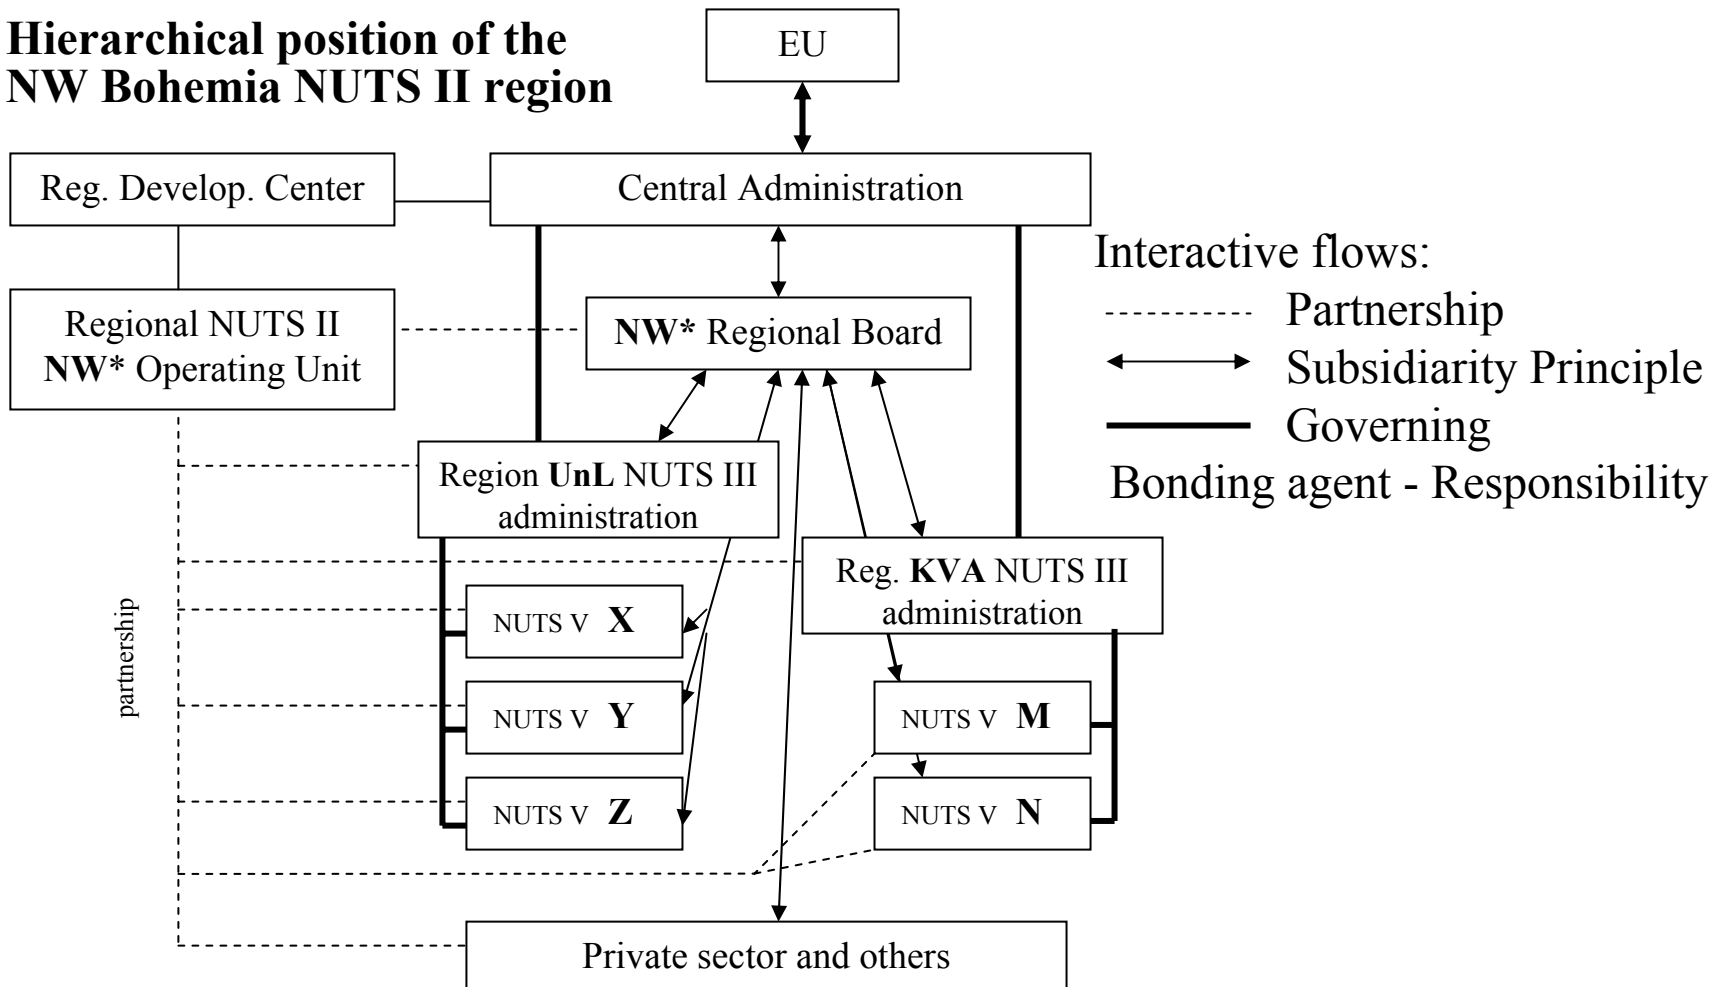 Hierarchical position of the
NW Bohemia NUTS II region
EU
Reg. Develop. Center
Central Administration
Interactive flows:
Partnership
Subsidiarity Principle
Governing
Bonding agent - Responsibility
Regional NUTS II
NW* Operating Unit
NW* Regional Board
Region UnL NUTS III
administration
Reg. KVA NUTS III
administration
partnership
NUTS V X
NUTS V Y
NUTS V Z
NUTS V M
NUTS V N
Private sector and others